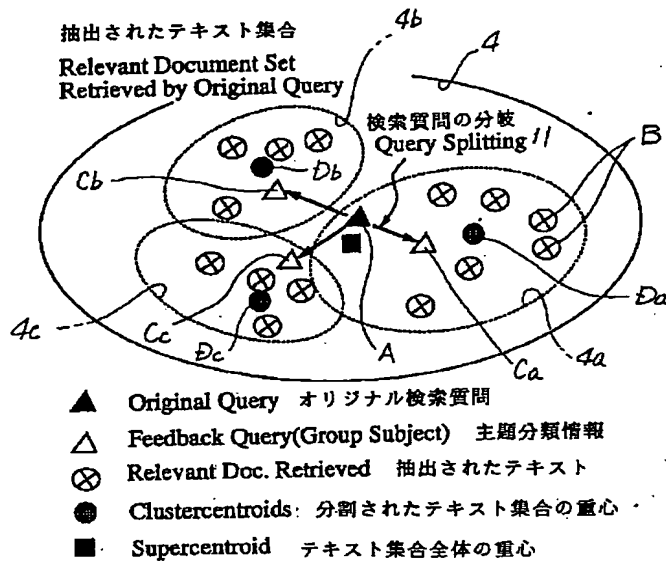 抽出されたテキスト集合
Relevant Document Set
Retrieved by Original Query
4b
4
検索質問の分岐
Query Splitting 11
B
Cb
Db
4c
Cc
Dc
A
Ca
4a
Da
Original Query オリジナル検索質問
Feedback Query(Group Subject) 主題分類情報
Relevant Doc. Retrieved 抽出されたテキスト
Clustercentroids: 分割されたテキスト集合の重心
Supercentroid テキスト集合全体の重心